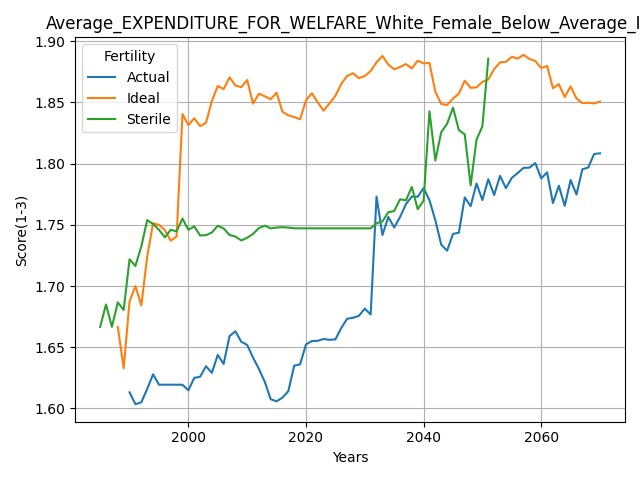 Average_EXPENDITURE_FOR_WELFARE_White_Female_Below_Average_
Fertility
Actual
Ideal
Sterile
1.90
1.85
1.80
1.75
1.70
1.65
1.60
Score(1-3)
2000 2020 2040 2060
Years